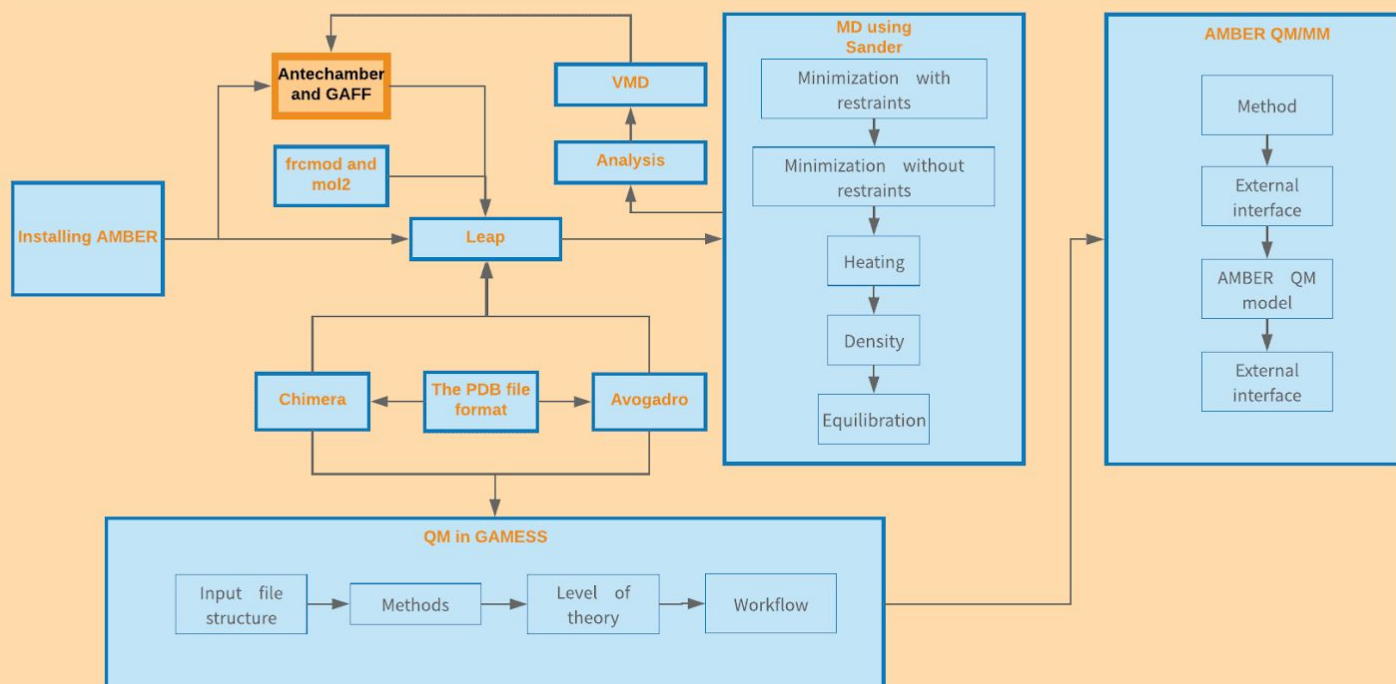 Antechamber
and GAFF
frcmod and
mol2
Installing AMBER
Leap
VMD
Analysis
Chimera
The PDB file
format
Avogadro
MD using
Sander
Minimization with
restraints
Minimization without
restraints
Heating
Density
Equilibration
AMBER QM/MM
Method
External
interface
AMBER QM
model
External
interface
QM in GAMESS
Input file
structure
Methods
Level of
theory
Workflow